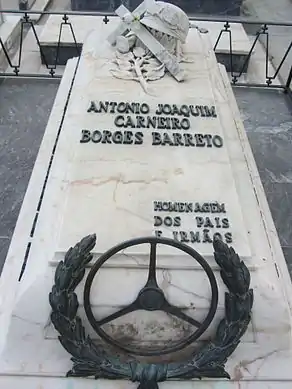 ANTONIO JOAQUIM
CARNEIRO
BORGES BARRETO
HOMENAGEM
DOS PAIS
E IRMÃOS